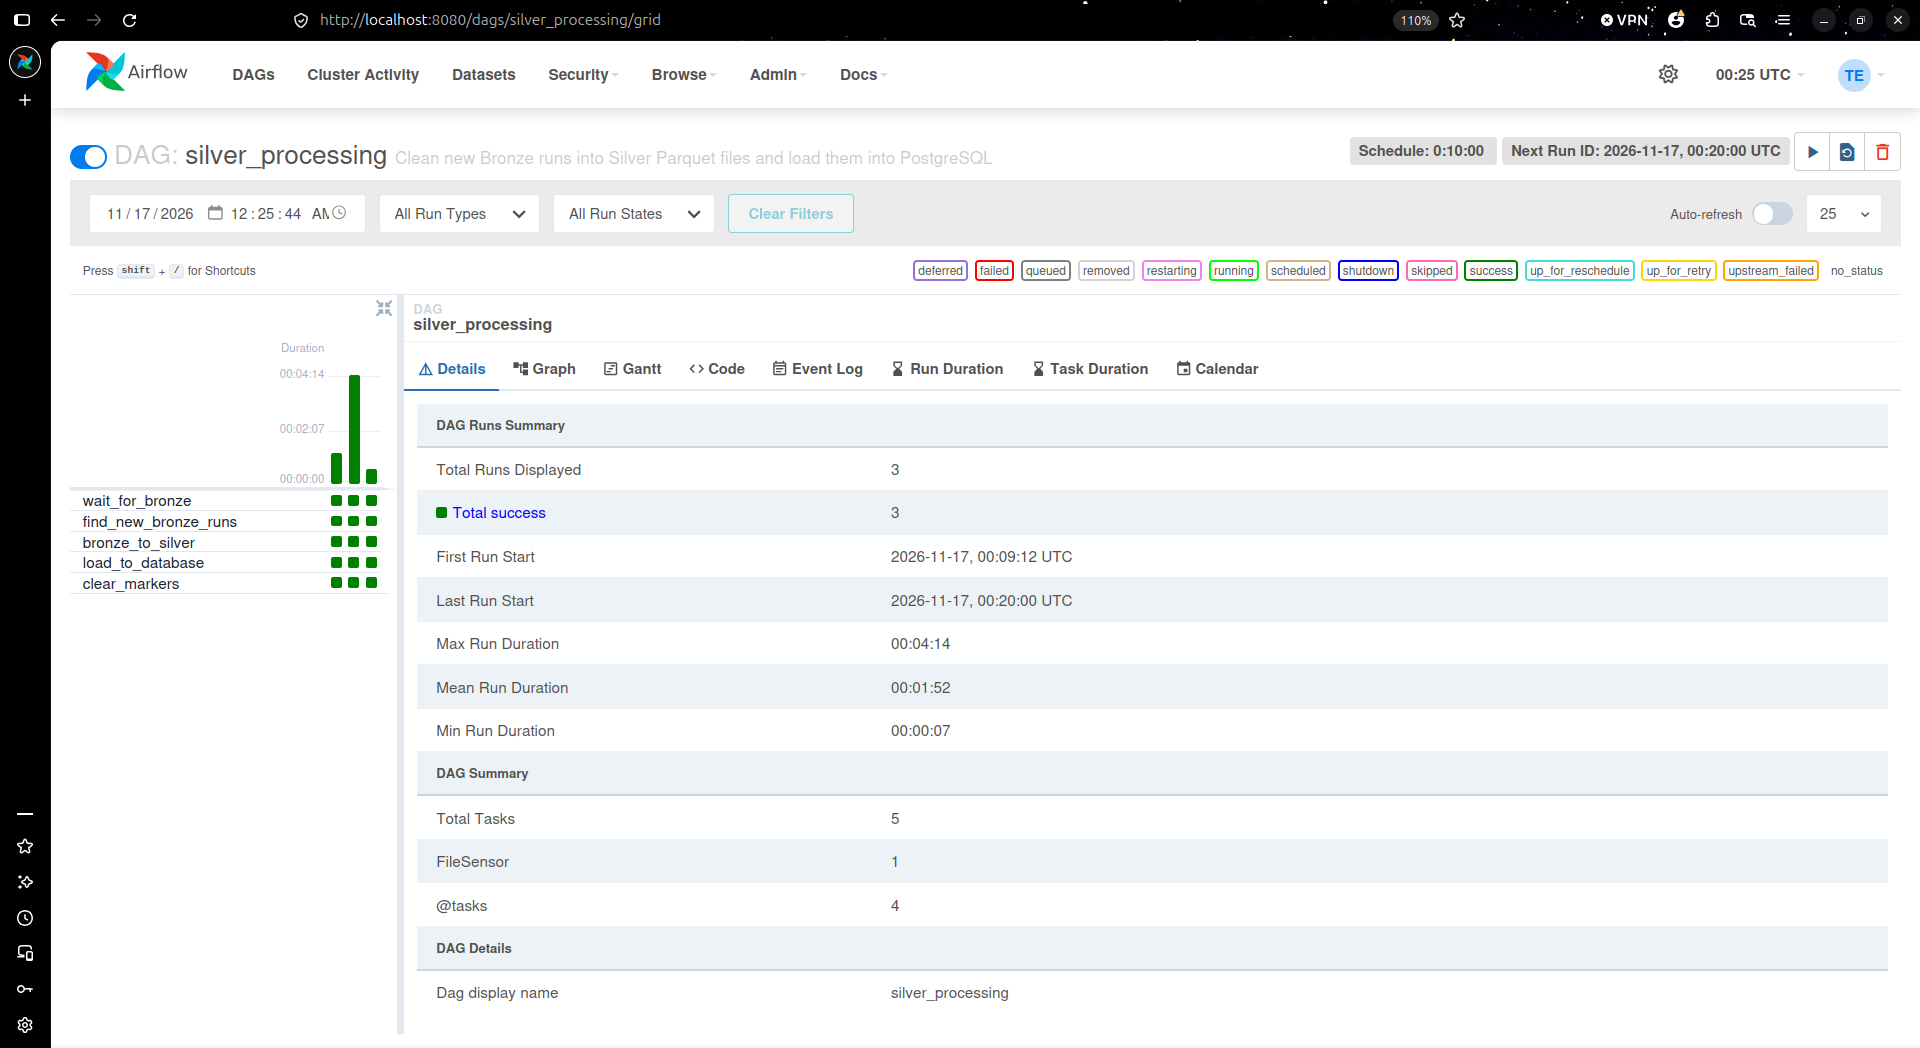 http://localhost:8080/dags/silver_processing/grid
110%
VPN
Airflow
DAGs
Cluster Activity
Datasets
Security
Browse
Admin
Docs
00:25 UTC
TE
DAG: silver_processing Clean new Bronze runs into Silver Parquet files and load them into PostgreSQL
Schedule: 0:10:00
Next Run ID: 2026-11-17, 00:20:00 UTC
11/17/2026 12:25:44 AM
All Run Types
All Run States
Clear Filters
Auto-refresh
25
Press shift + / for Shortcuts
deferred
failed
queued
removed
restarting
running
scheduled
shutdown
skipped
success
up_for_reschedule
up_for_retry
upstream_failed
no_status
Duration
00:04:14
00:02:07
00:00:00
wait_for_bronze
find_new_bronze_runs
bronze_to_silver
load_to_database
clear_markers
DAG
silver_processing
Details
Graph
Gantt
Code
Event Log
Run Duration
Task Duration
Calendar
DAG Runs Summary
Total Runs Displayed 3
Total success 3
First Run Start 2026-11-17, 00:09:12 UTC
Last Run Start 2026-11-17, 00:20:00 UTC
Max Run Duration 00:04:14
Mean Run Duration 00:01:52
Min Run Duration 00:00:07
DAG Summary
Total Tasks 5
FileSensor 1
@tasks 4
DAG Details
Dag display name silver_processing